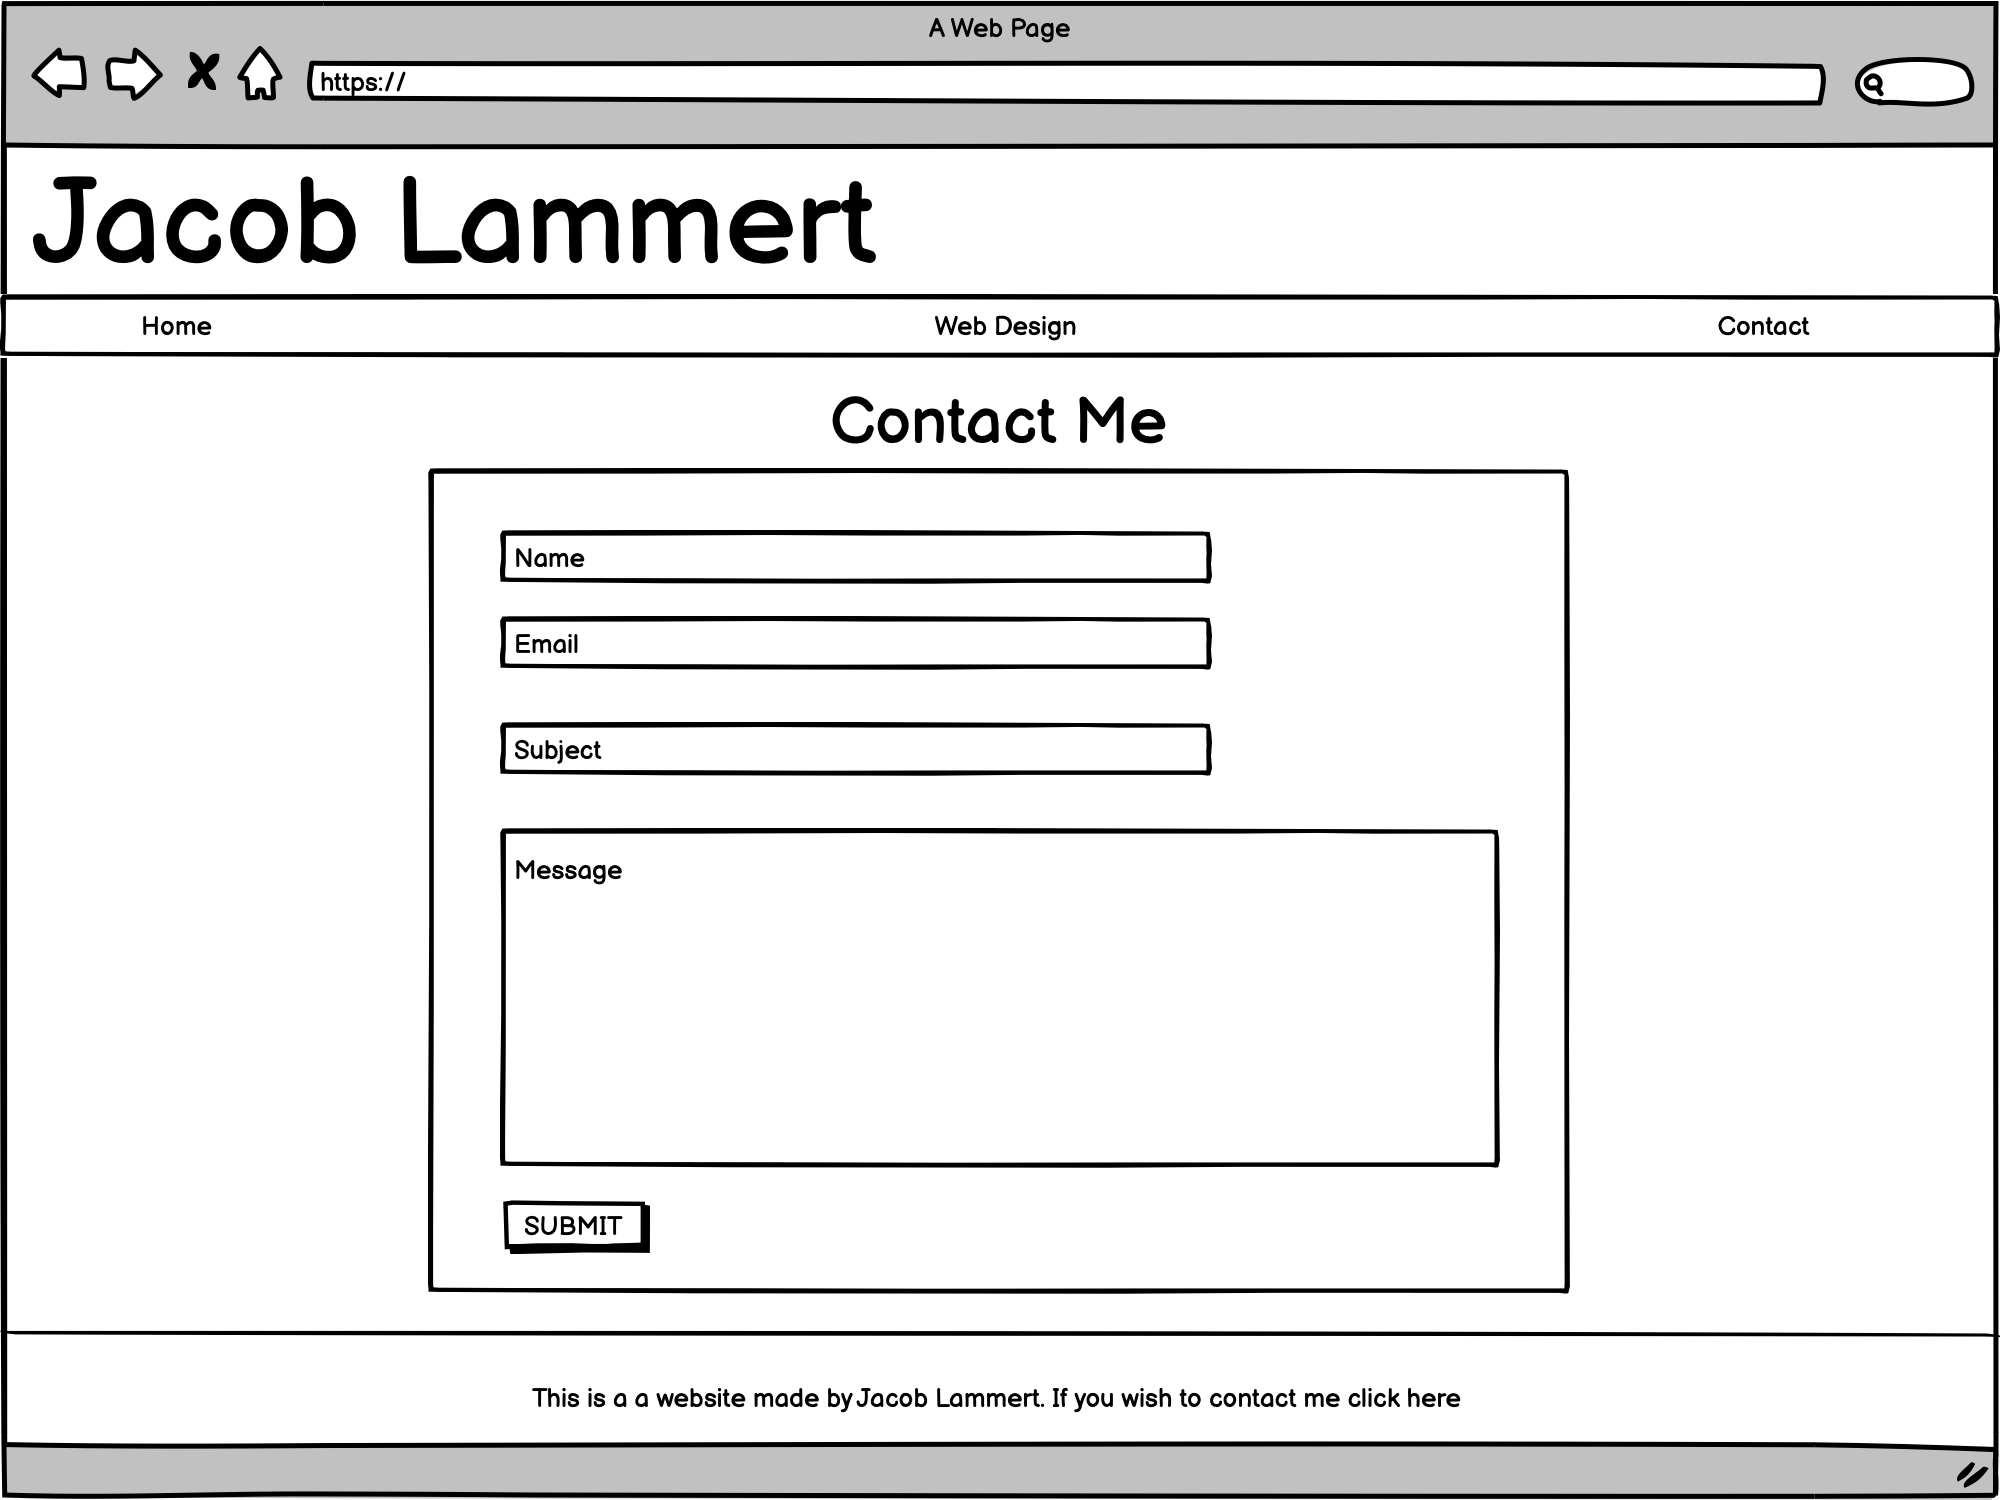 A Web Page
https://
Jacob Lammert
Home
Web Design
Contact
Contact Me
Name
Email
Subject
Message
SUBMIT
This is a a website made by Jacob Lammert. If you wish to contact me click here